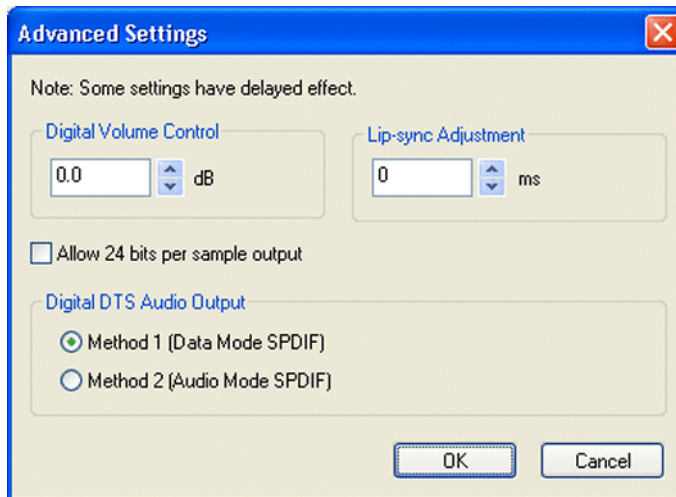 Advanced Settings
Note: Some settings have delayed effect.
Digital Volume Control
0.0 dB
Lip-sync Adjustment
0 ms
Allow 24 bits per sample output
Digital DTS Audio Output
Method 1 (Data Mode SPDIF)
Method 2 (Audio Mode SPDIF)
OK
Cancel